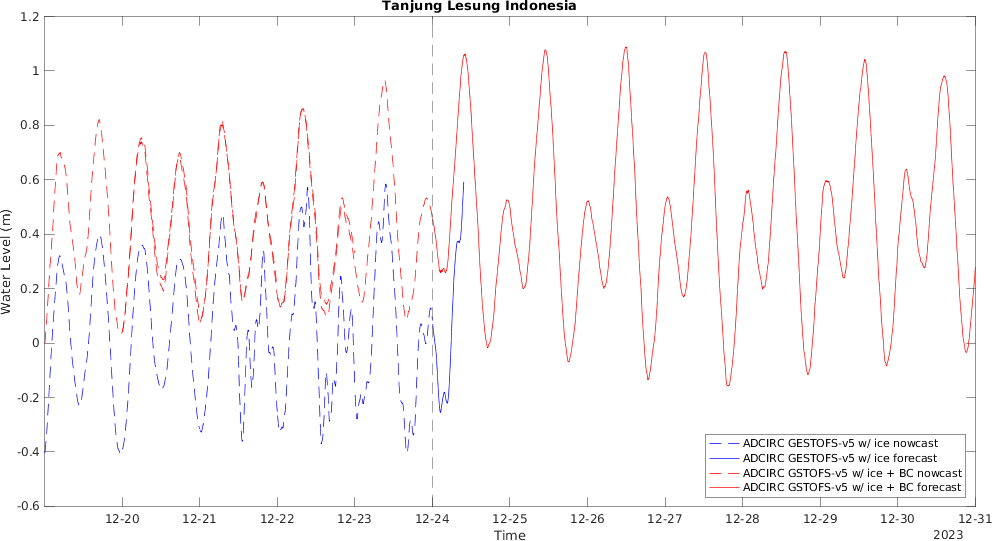 Tanjung Lesung Indonesia
1.2
1
0.8
0.6
0.4
0.2
0
-0.2
-0.4
-0.6
Water Level (m)
12-20 12-21 12-22 12-23 12-24 12-25 12-26 12-27 12-28 12-29 12-30 12-31
Time
2023
ADCIRC GESTOFS-v5 w/ ice nowcast
ADCIRC GESTOFS-v5 w/ ice forecast
ADCIRC GSTOFS-v5 w/ ice + BC nowcast
ADCIRC GSTOFS-v5 w/ ice + BC forecast